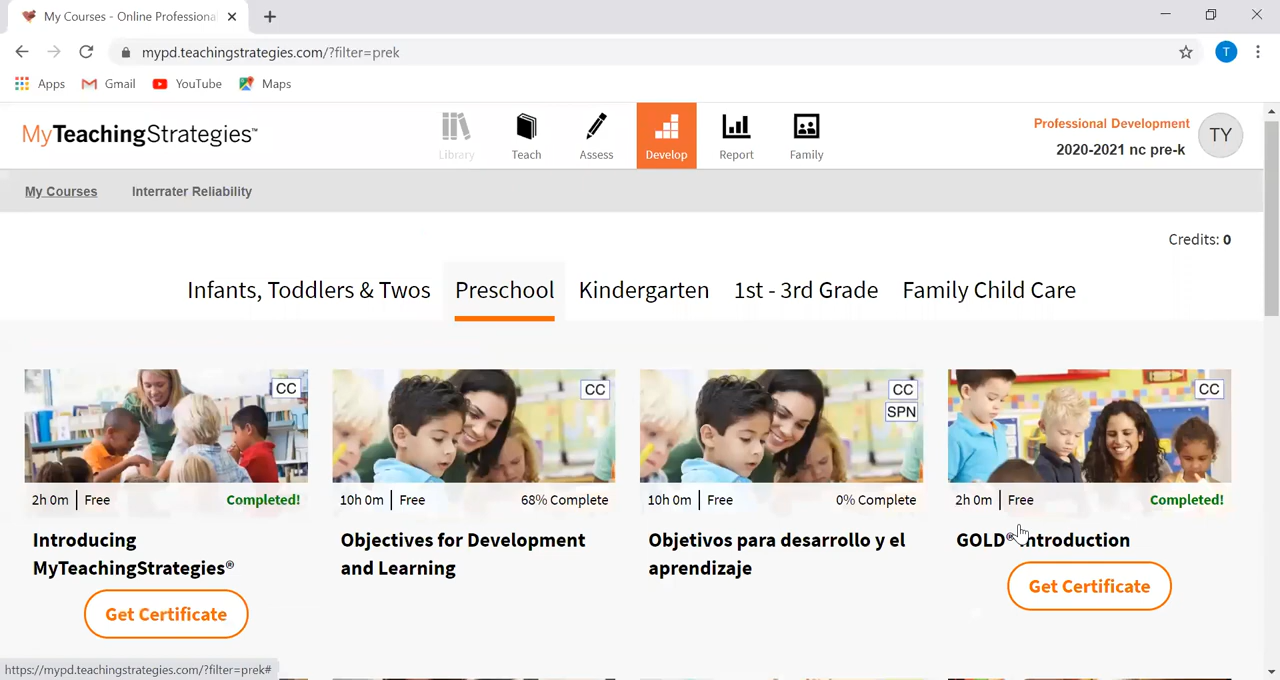 My Courses - Online Professiona
mypd.teachingstrategies.com/?filter=prek
T
Apps Gmail YouTube Maps
MyTeachingStrategies™
Library Teach Assess Develop Report Family
Professional Development
2020-2021 nc pre-k
TY
My Courses Interrater Reliability
Credits: 0
Infants, Toddlers & Twos Preschool Kindergarten 1st - 3rd Grade Family Child Care
CC CC CC CC
SPN
2h 0m Free Completed! 10h 0m Free 68% Complete 10h 0m Free 0% Complete 2h 0m Free Completed!
Introducing Objectives for Development Objetivos para desarrollo y el GOLD® Introduction
MyTeachingStrategies® and Learning aprendizaje
Get Certificate
Get Certificate
https://mypd.teachingstrategies.com/?filter=prek#